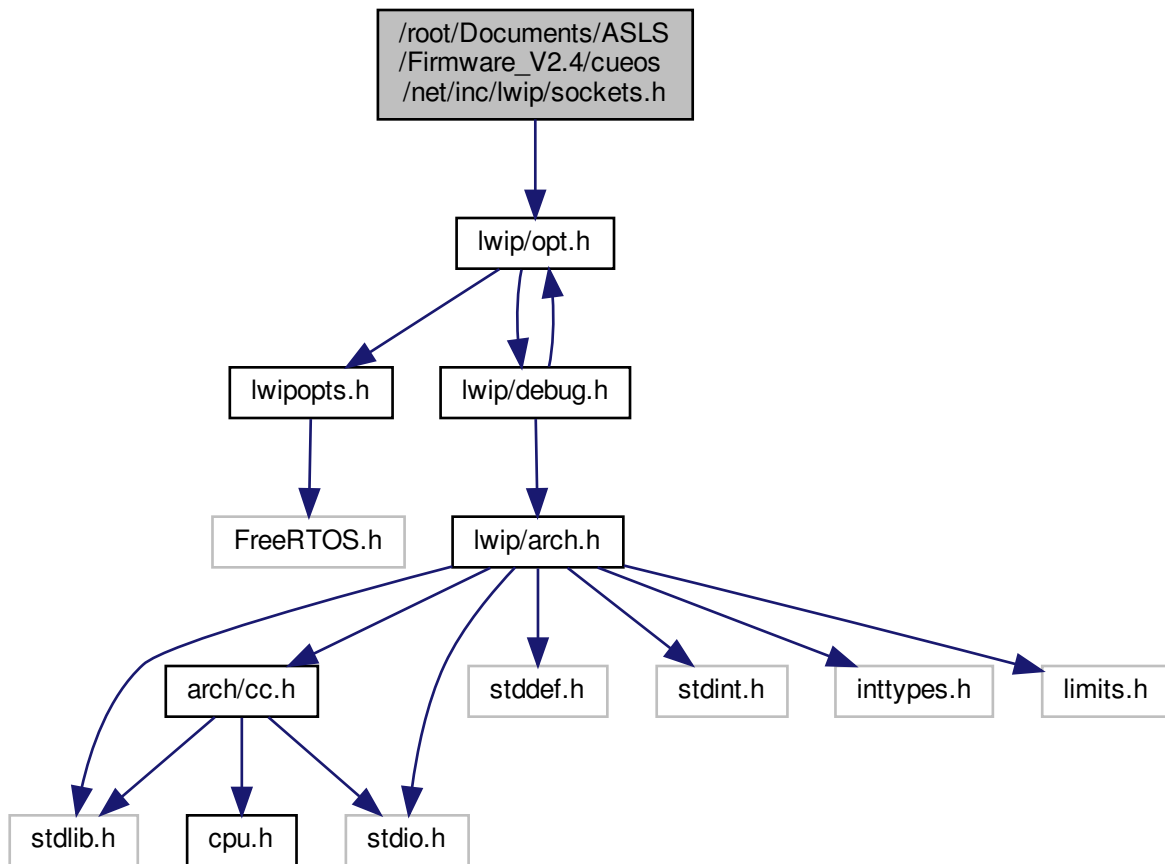 /root/Documents/ASLS
/Firmware_V2.4/cueos
/net/inc/lwip/sockets.h
lwip/opt.h
lwipopts.h
lwip/debug.h
FreeRTOS.h
lwip/arch.h
arch/cc.h
stddef.h
stdint.h
inttypes.h
limits.h
stdlib.h
cpu.h
stdio.h